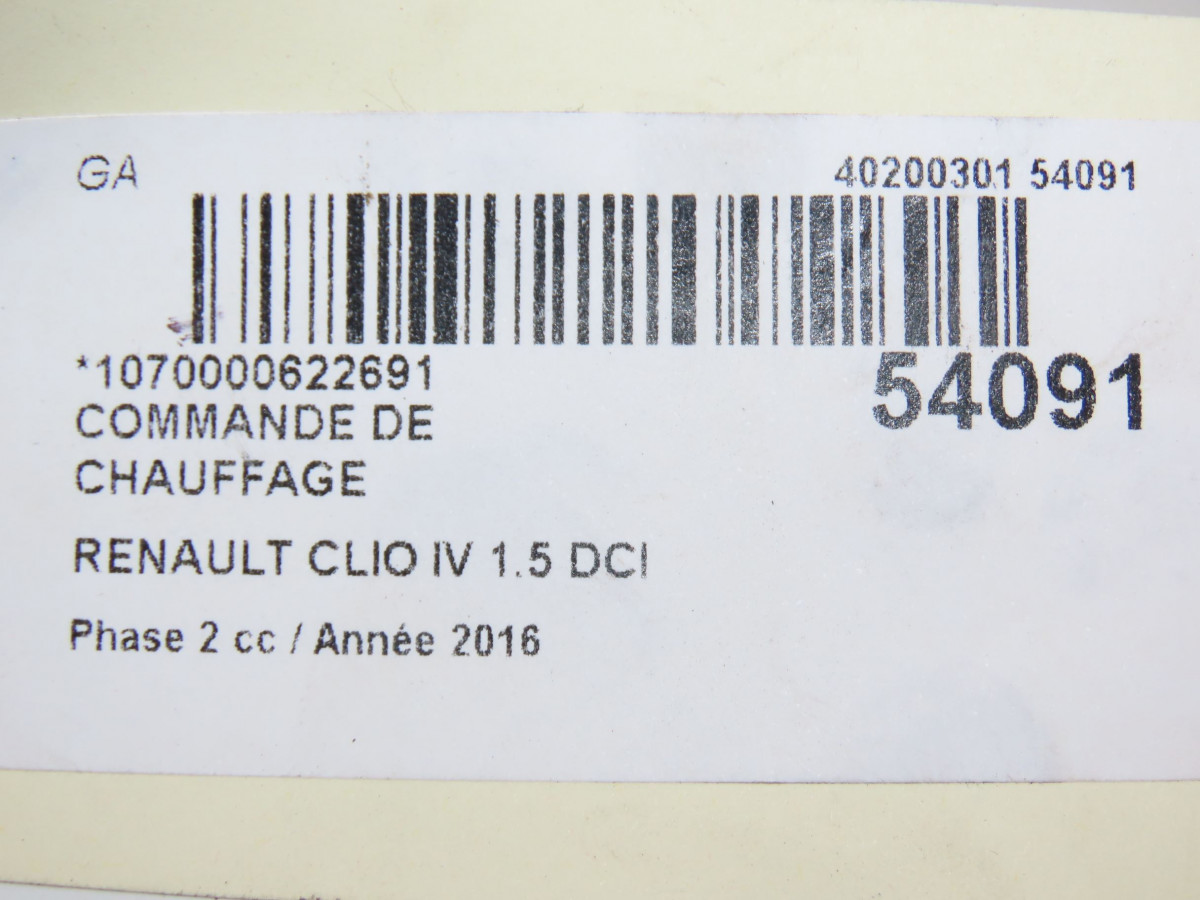 GA
40200301 54091
*1070000622691
54091
COMMANDE DE
CHAUFFAGE
RENAULT CLIO IV 1.5 DCI
Phase 2 cc / Année 2016